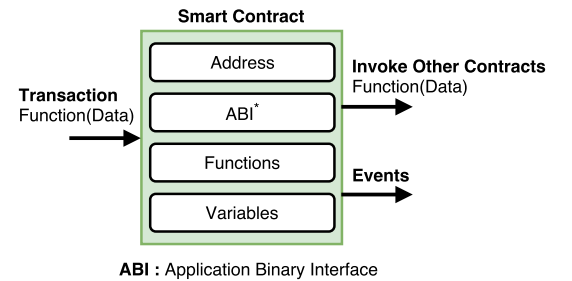 Smart Contract
Address
ABI*
Functions
Variables
Transaction
Function(Data)
Invoke Other Contracts
Function(Data)
Events
ABI : Application Binary Interface